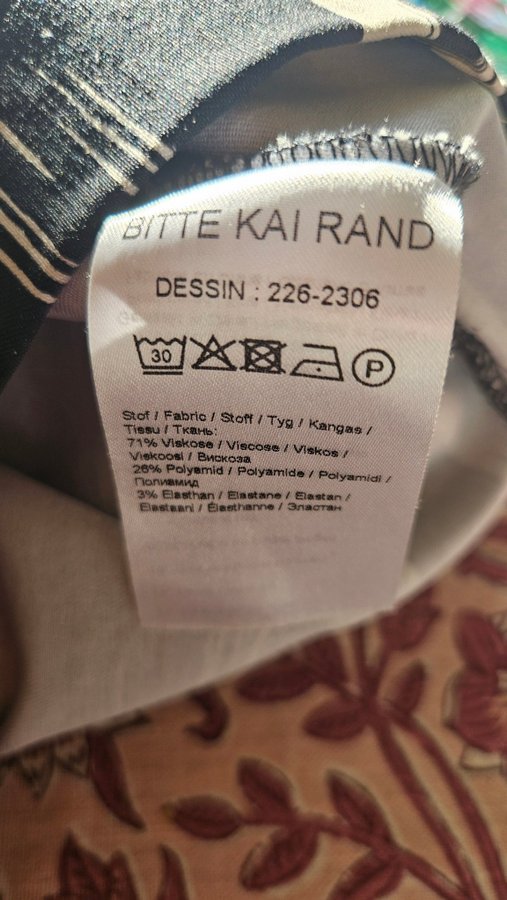 BITTE KAI RAND
DESSIN : 226-2306
30
P
Stof / Fabric / Stoff / Tyg / Kangas /
Tissu / Ткань:
71% Viskose / Viscose / Viskos /
Viskoosi / Вискоза
26% Polyamid / Polyamide / Polyamidi /
Полиамид
3% Elasthan / Elastane / Elastan /
Elastaani / Élasthanne / Эластан